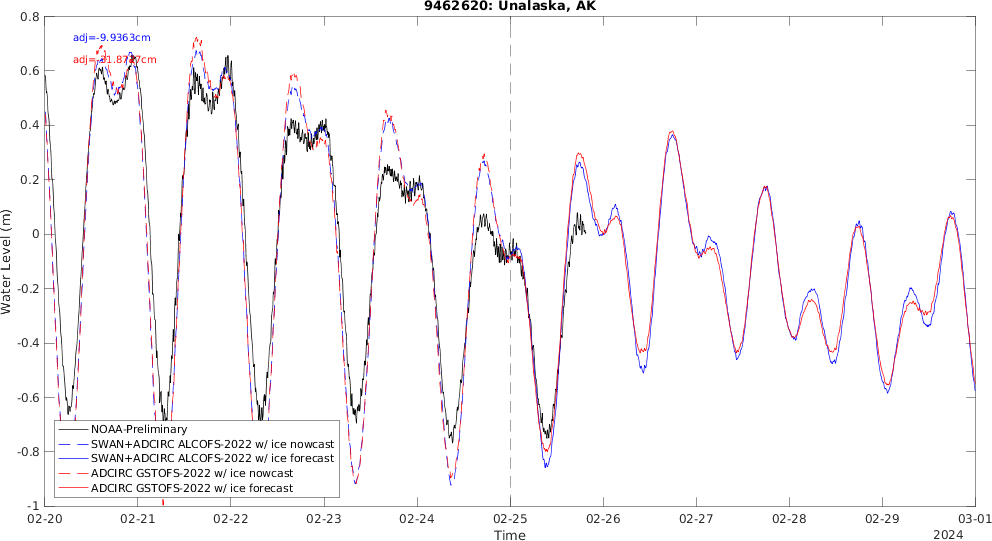 9462620: Unalaska, AK
0.8
adj=-9.9363cm
0.6
0.4
0.2
0
-0.2
-0.4
-0.6
-0.8
-1
Water Level (m)
NOAA-Preliminary
SWAN+ADCIRC ALCOFS-2022 w/ ice nowcast
SWAN+ADCIRC ALCOFS-2022 w/ ice forecast
ADCIRC GSTOFS-2022 w/ ice nowcast
ADCIRC GSTOFS-2022 w/ ice forecast
02-20 02-21 02-22 02-23 02-24 02-25 02-26 02-27 02-28 02-29 03-01
Time
2024